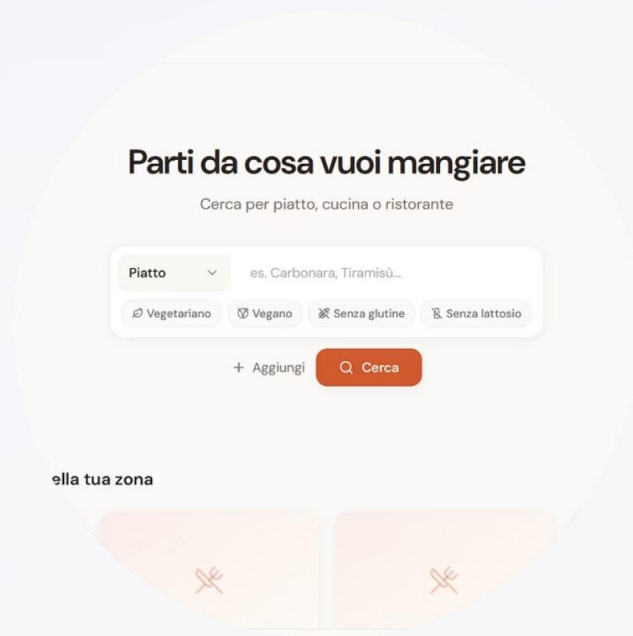 Parti da cosa vuoi mangiare
Cerca per piatto, cucina o ristorante
Piatto es. Carbonara, Tiramisù...
Vegetariano Vegano Senza glutine Senza lattosio
+ Aggiungi Cerca
ella tua zona